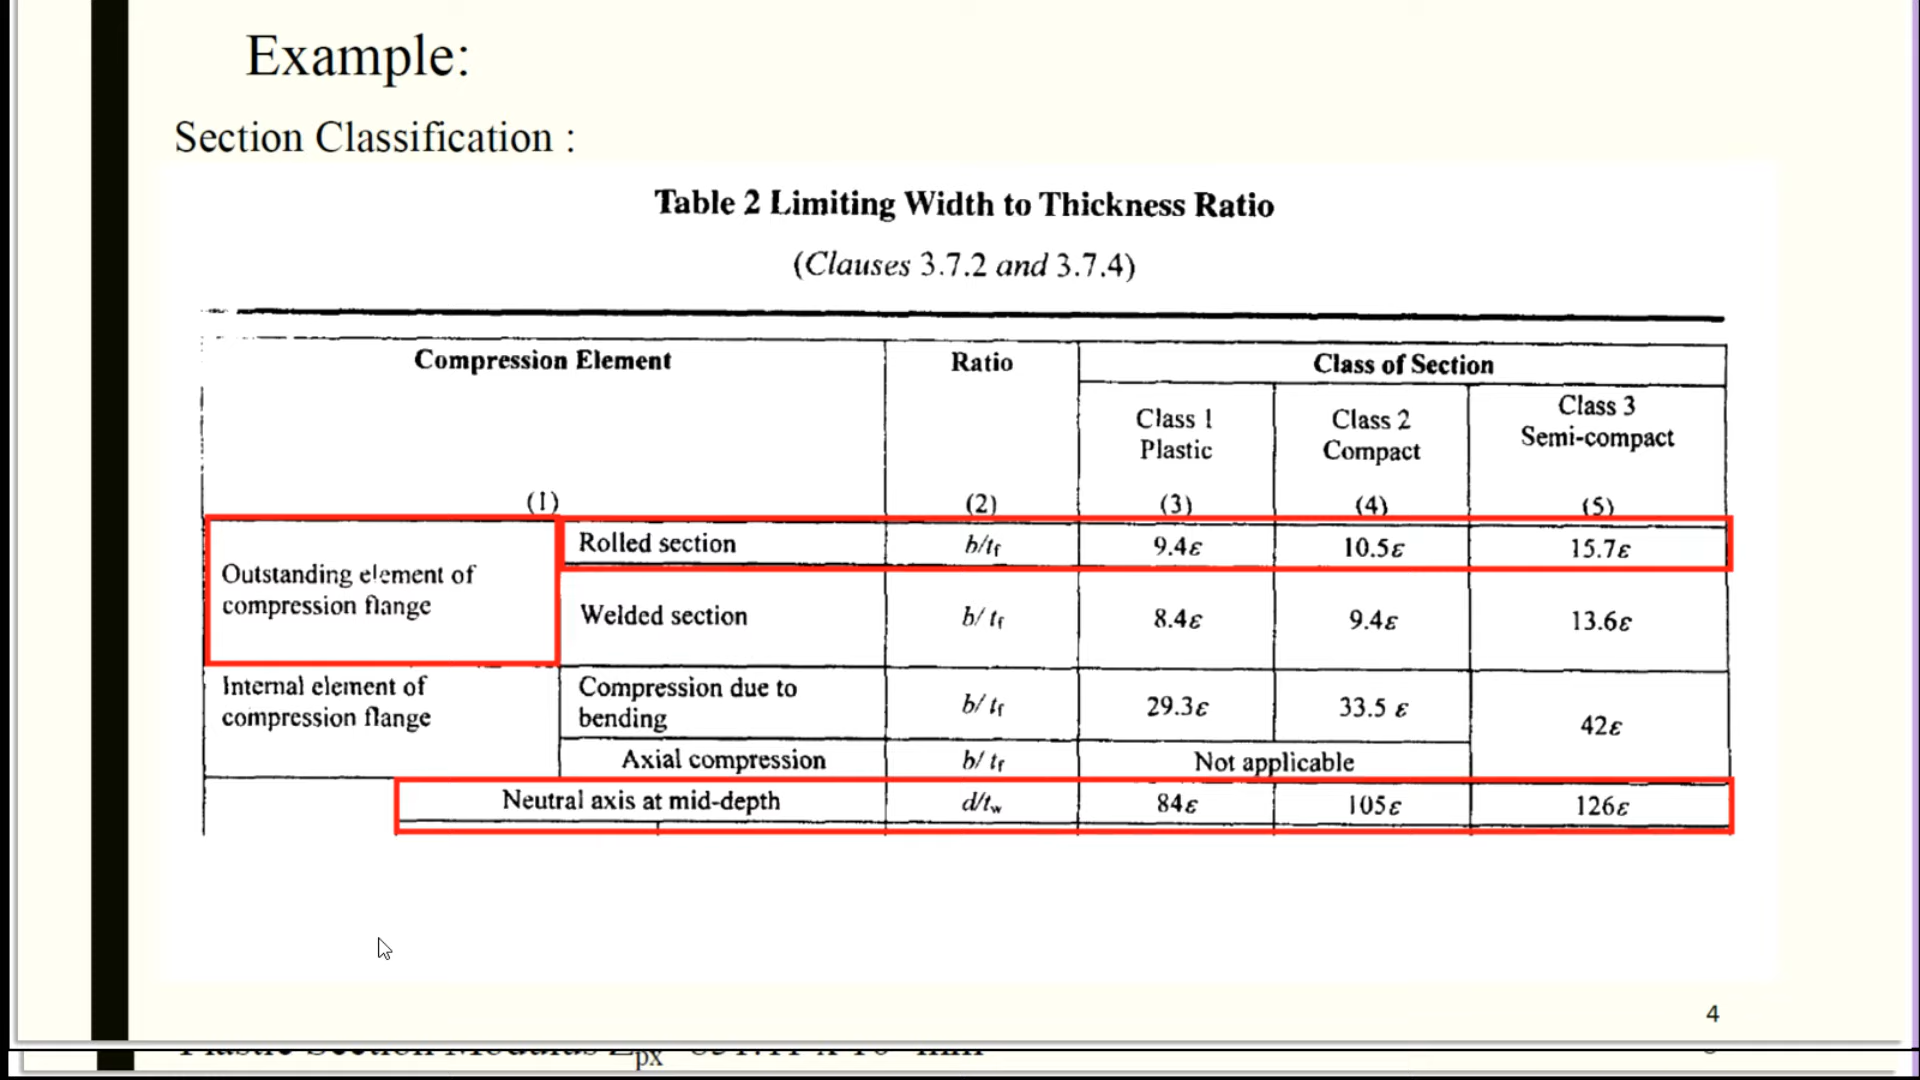 Example:
Section Classification :
Table 2 Limiting Width to Thickness Ratio
(Clauses 3.7.2 and 3.7.4)
Compression Element Ratio Class of Section
Class 1 Plastic Class 2 Compact Class 3 Semi-compact
(1) (2) (3) (4) (5)
Outstanding element of compression flange Rolled section b/tf 9.4ε 10.5ε 15.7ε
Welded section b/ tf 8.4ε 9.4ε 13.6ε
Internal element of compression flange Compression due to bending b/ tf 29.3ε 33.5 ε 42ε
Axial compression b/ tf Not applicable
Neutral axis at mid-depth d/tw 84ε 105ε 126ε
4
px